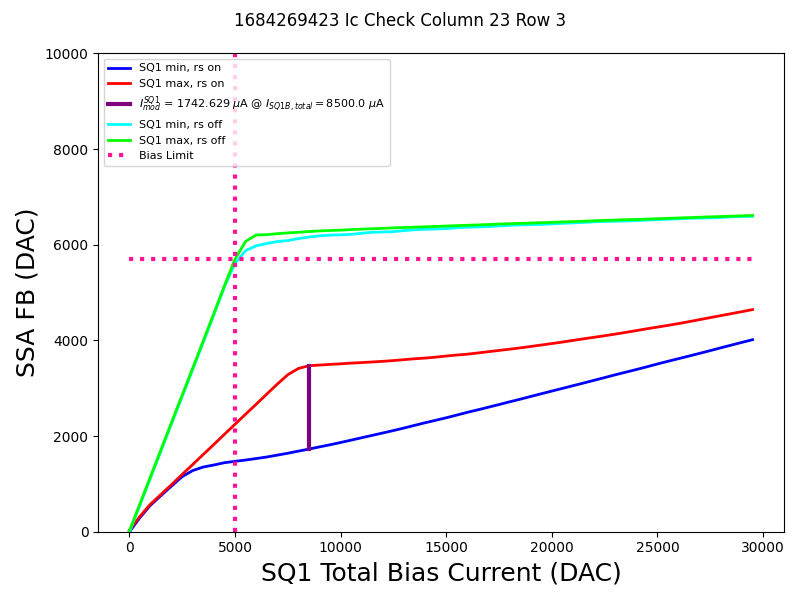 1684269423 Ic Check Column 23 Row 3
10000
8000
6000
4000
2000
0
SSA FB (DAC)
SQ1 min, rs on
SQ1 max, rs on
I_{mod}^{SQ1} = 1742.629 μA @ I_{SQ1B,total} = 8500.0 μA
SQ1 min, rs off
SQ1 max, rs off
Bias Limit
0 5000 10000 15000 20000 25000 30000
SQ1 Total Bias Current (DAC)